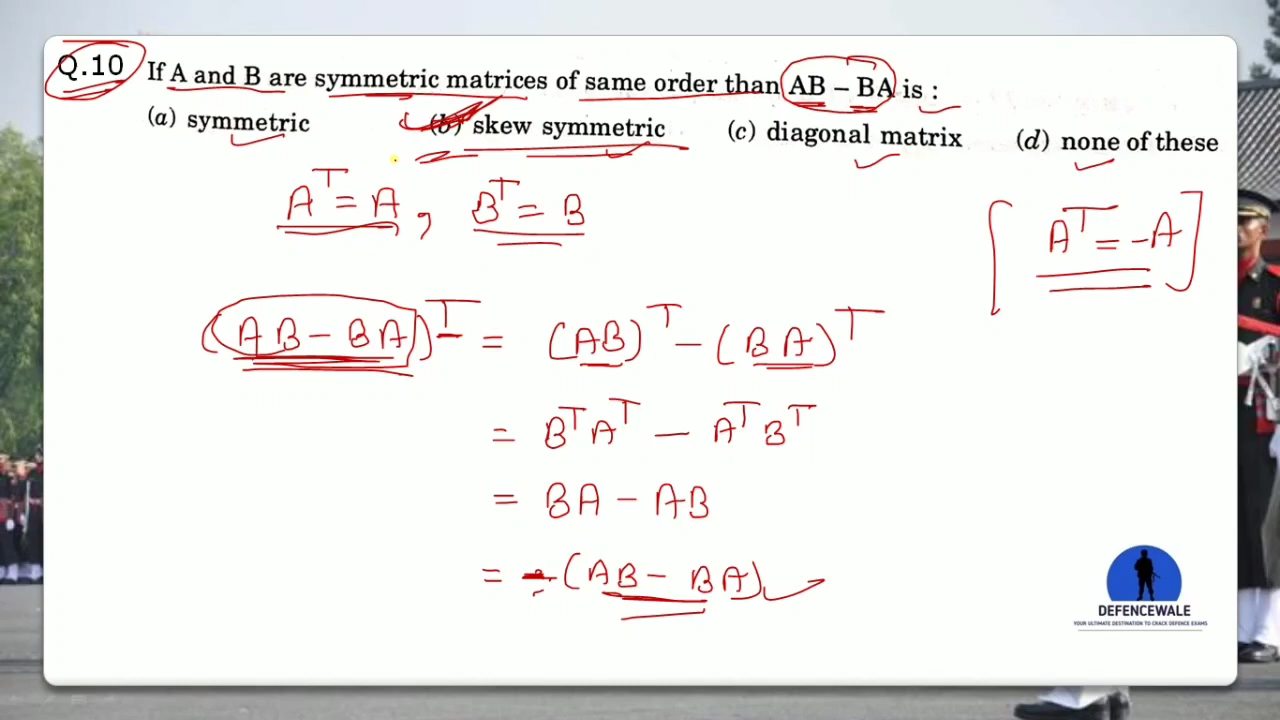 Q.10 If A and B are symmetric matrices of same order than AB – BA is :
(a) symmetric (b) skew symmetric (c) diagonal matrix (d) none of these
Aᵀ = A, Bᵀ = B
[Aᵀ = -A]
(AB - BA)ᵀ = (AB)ᵀ - (BA)ᵀ
= BᵀAᵀ - AᵀBᵀ
= BA - AB
= -(AB - BA)
DEFENCEWALE
YOUR ULTIMATE DESTINATION TO CRACK DEFENCE EXAMS